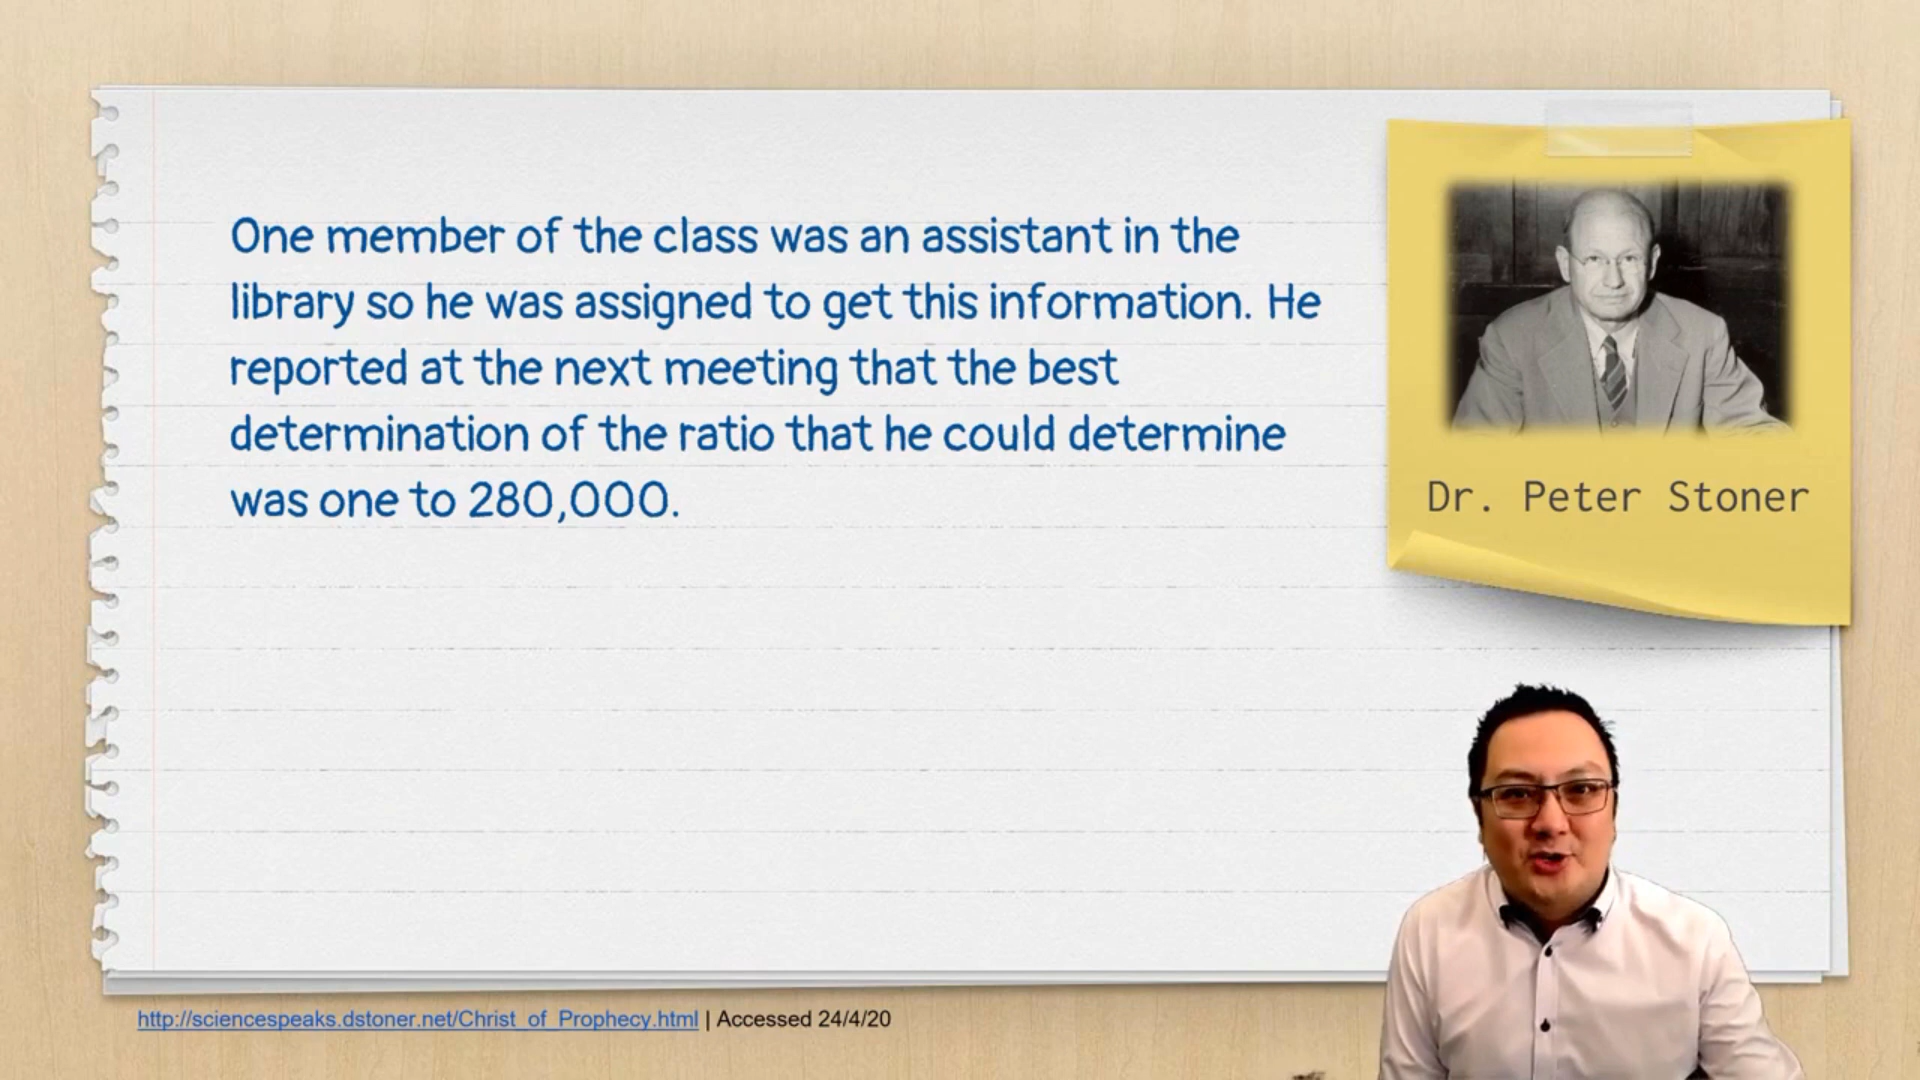 One member of the class was an assistant in the
library so he was assigned to get this information. He
reported at the next meeting that the best
determination of the ratio that he could determine
was one to 280,000.
Dr. Peter Stoner
http://sciencespeaks.dstoner.net/Christ_of_Prophecy.html | Accessed 24/4/20